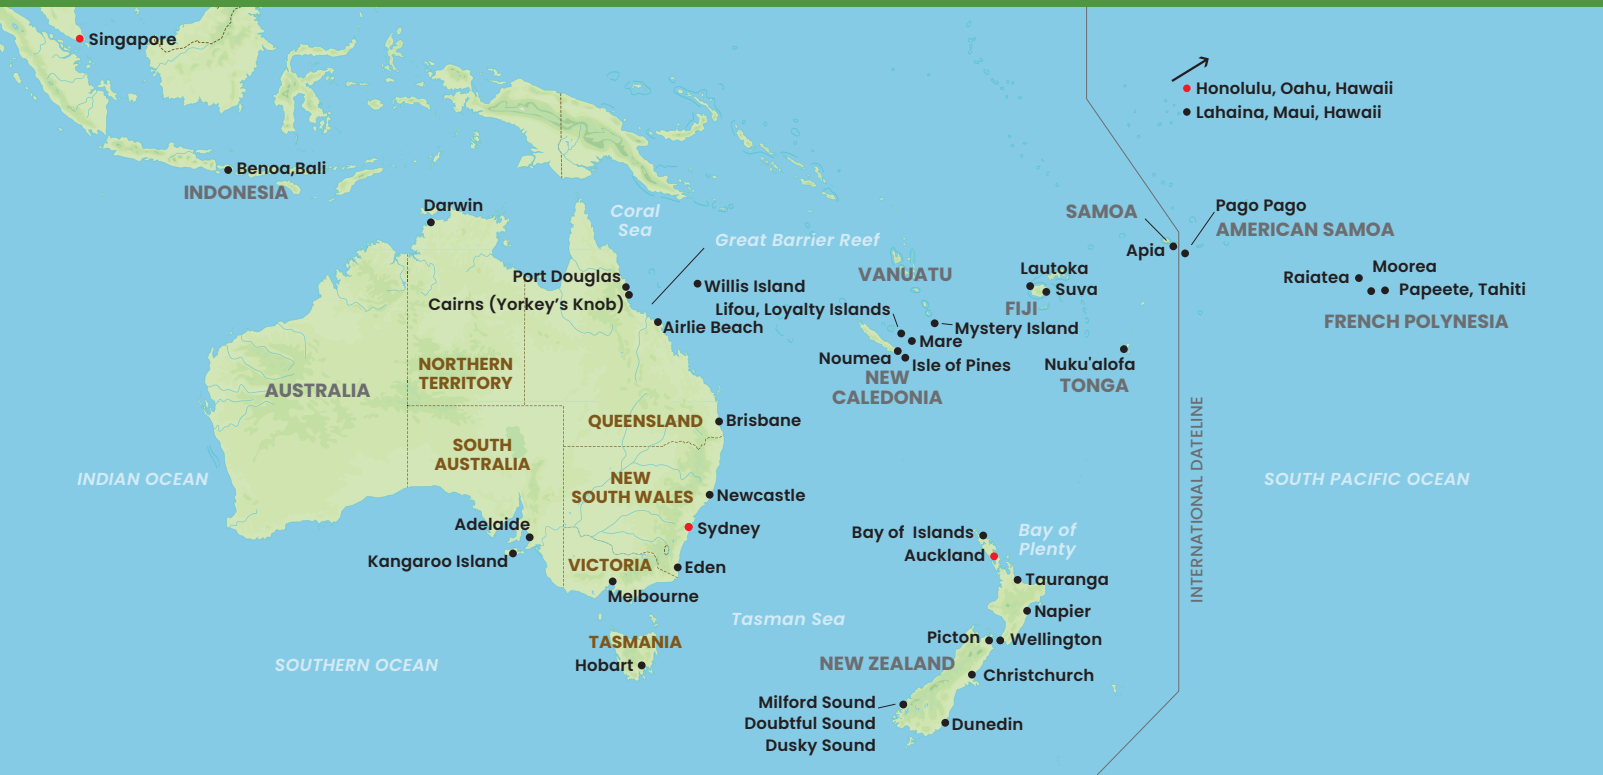 Singapore
Honolulu, Oahu, Hawaii
Lahaina, Maui, Hawaii
Benoa,Bali
INDONESIA
Darwin
Coral
Sea
Great Barrier Reef
SAMOA
Pago Pago
AMERICAN SAMOA
Apia
Port Douglas
Cairns (Yorkey's Knob)
Willis Island
VANUATU
Lautoka
Suva
FIJI
Raiatea
Moorea
Papeete, Tahiti
FRENCH POLYNESIA
Lifou, Loyalty Islands
Airlie Beach
Mystery Island
Mare
Noumea
Isle of Pines
NEW
CALEDONIA
Nuku'alofa
TONGA
NORTHERN
TERRITORY
AUSTRALIA
QUEENSLAND
Brisbane
SOUTH
AUSTRALIA
INDIAN OCEAN
NEW
SOUTH WALES
Newcastle
INTERNATIONAL DATELINE
SOUTH PACIFIC OCEAN
Adelaide
Sydney
Kangaroo Island
VICTORIA
Eden
Melbourne
Bay of Islands
Auckland
Bay of
Plenty
Tauranga
Napier
Tasman Sea
TASMANIA
Hobart
SOUTHERN OCEAN
Picton
Wellington
NEW ZEALAND
Christchurch
Milford Sound
Doubtful Sound
Dusky Sound
Dunedin